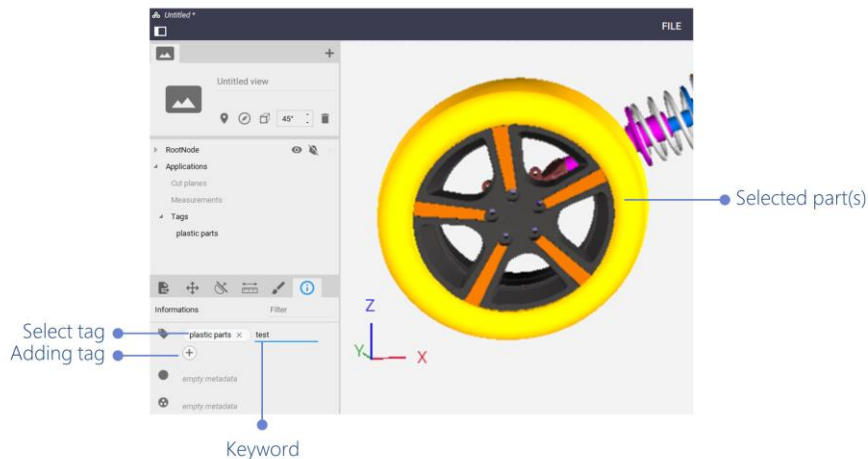 Untitled *
FILE
Untitled view
45°
RootNode
Applications
Cut planes
Measurements
Tags
plastic parts
Informations Filter
plastic parts × test
empty metadata
empty metadata
Select tag
Adding tag
Keyword
Selected part(s)
Z
Y
X